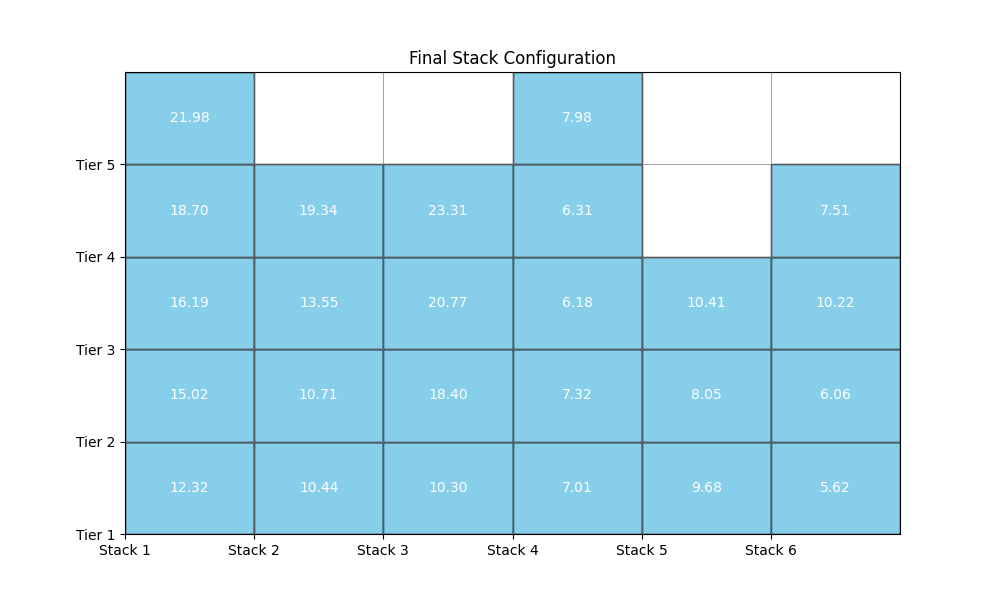 Final Stack Configuration
21.98 7.98
Tier 5
18.70 19.34 23.31 6.31 7.51
Tier 4
16.19 13.55 20.77 6.18 10.41 10.22
Tier 3
15.02 10.71 18.40 7.32 8.05 6.06
Tier 2
12.32 10.44 10.30 7.01 9.68 5.62
Tier 1
Stack 1 Stack 2 Stack 3 Stack 4 Stack 5 Stack 6